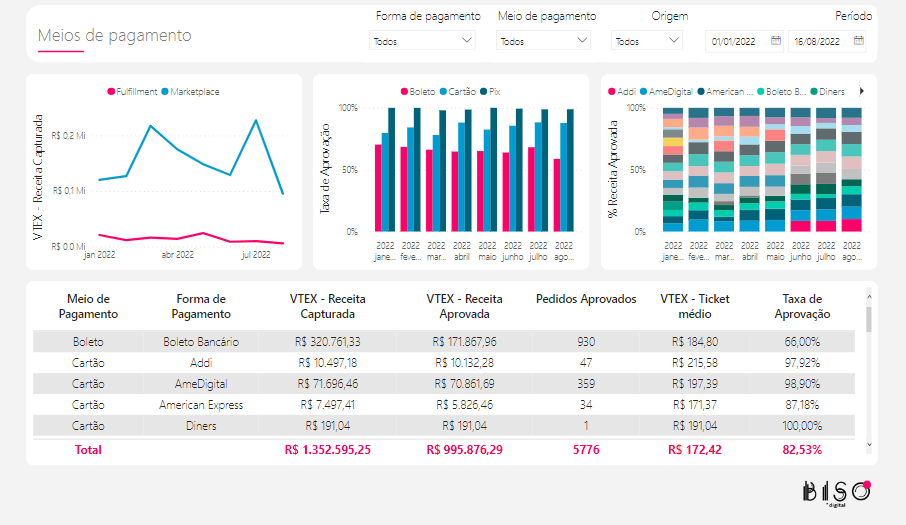 Meios de pagamento
Forma de pagamento
Todos
Meio de pagamento
Todos
Origem
Todos
Período
01/01/2022
16/08/2022
Fulfillment Marketplace
VTEX - Receita Capturada
R$ 0,2 Mi
R$ 0,1 Mi
R$ 0,0 Mi
jan 2022 abr 2022 jul 2022
Boleto Cartão Pix
Taxa de Aprovação
100%
50%
0%
2022 2022 2022 2022 2022 2022 2022 2022
jane... feve... mar... abril maio junho julho ago...
Addi AmeDigital American ... Boleto B... Diners
% Receita Aprovada
100%
50%
0%
2022 2022 2022 2022 2022 2022 2022 2022
jane... feve... mar... abril maio junho julho ago...
Meio de Forma de VTEX - Receita VTEX - Receita Pedidos Aprovados VTEX - Ticket Taxa de
Pagamento Pagamento Capturada Aprovada médio Aprovação
Boleto Boleto Bancário R$ 320.761,33 R$ 171.867,96 930 R$ 184,80 66,00%
Cartão Addi R$ 10.497,18 R$ 10.132,28 47 R$ 215,58 97,92%
Cartão AmeDigital R$ 71.696,46 R$ 70.861,69 359 R$ 197,39 98,90%
Cartão American Express R$ 7.497,41 R$ 5.826,46 34 R$ 171,37 87,18%
Cartão Diners R$ 191,04 R$ 191,04 1 R$ 191,04 100,00%
Total R$ 1.352.595,25 R$ 995.876,29 5776 R$ 172,42 82,53%
BISO
digital